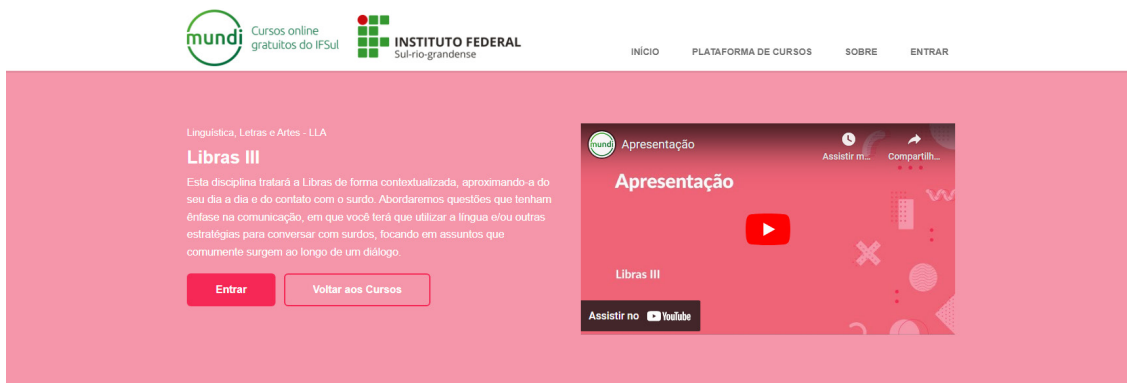 mundi
Cursos online
gratuitos do IFSul
INSTITUTO FEDERAL
Sul-rio-grandense
INÍCIO
PLATAFORMA DE CURSOS
SOBRE
ENTRAR
Linguística, Letras e Artes - LLA
Libras III
Esta disciplina tratará a Libras de forma contextualizada, aproximando-a do
seu dia a dia e do contato com o surdo. Abordaremos questões que tenham
ênfase na comunicação, em que você terá que utilizar a língua e/ou outras
estratégias para conversar com surdos, focando em assuntos que
comumente surgem ao longo de um diálogo.
Entrar
Voltar aos Cursos
mundi
Apresentação
Assistir m...
Compartilh...
Apresentação
Libras III
Assistir no YouTube